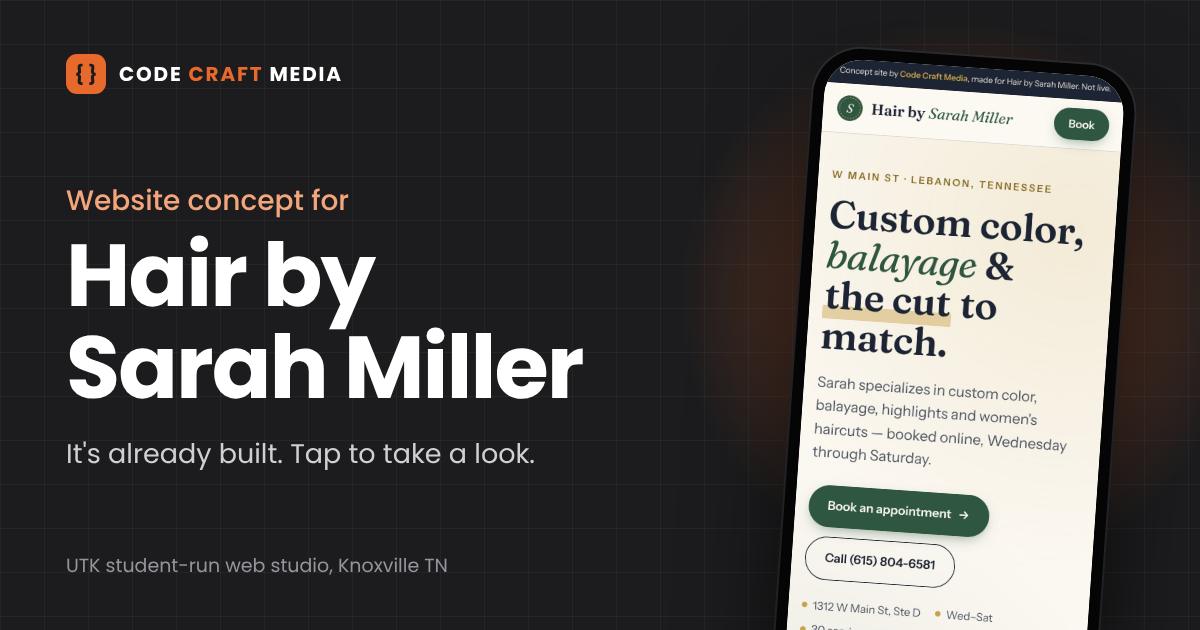 { } CODE CRAFT MEDIA
Website concept for
Hair by
Sarah Miller
It's already built. Tap to take a look.
UTK student-run web studio, Knoxville TN
Concept site by Code Craft Media, made for Hair by Sarah Miller. Not live.
S Hair by Sarah Miller
Book
W MAIN ST · LEBANON, TENNESSEE
Custom color,
balayage &
the cut to
match.
Sarah specializes in custom color,
balayage, highlights and women's
haircuts — booked online, Wednesday
through Saturday.
Book an appointment →
Call (615) 804-6581
1312 W Main St, Ste D
Wed–Sat